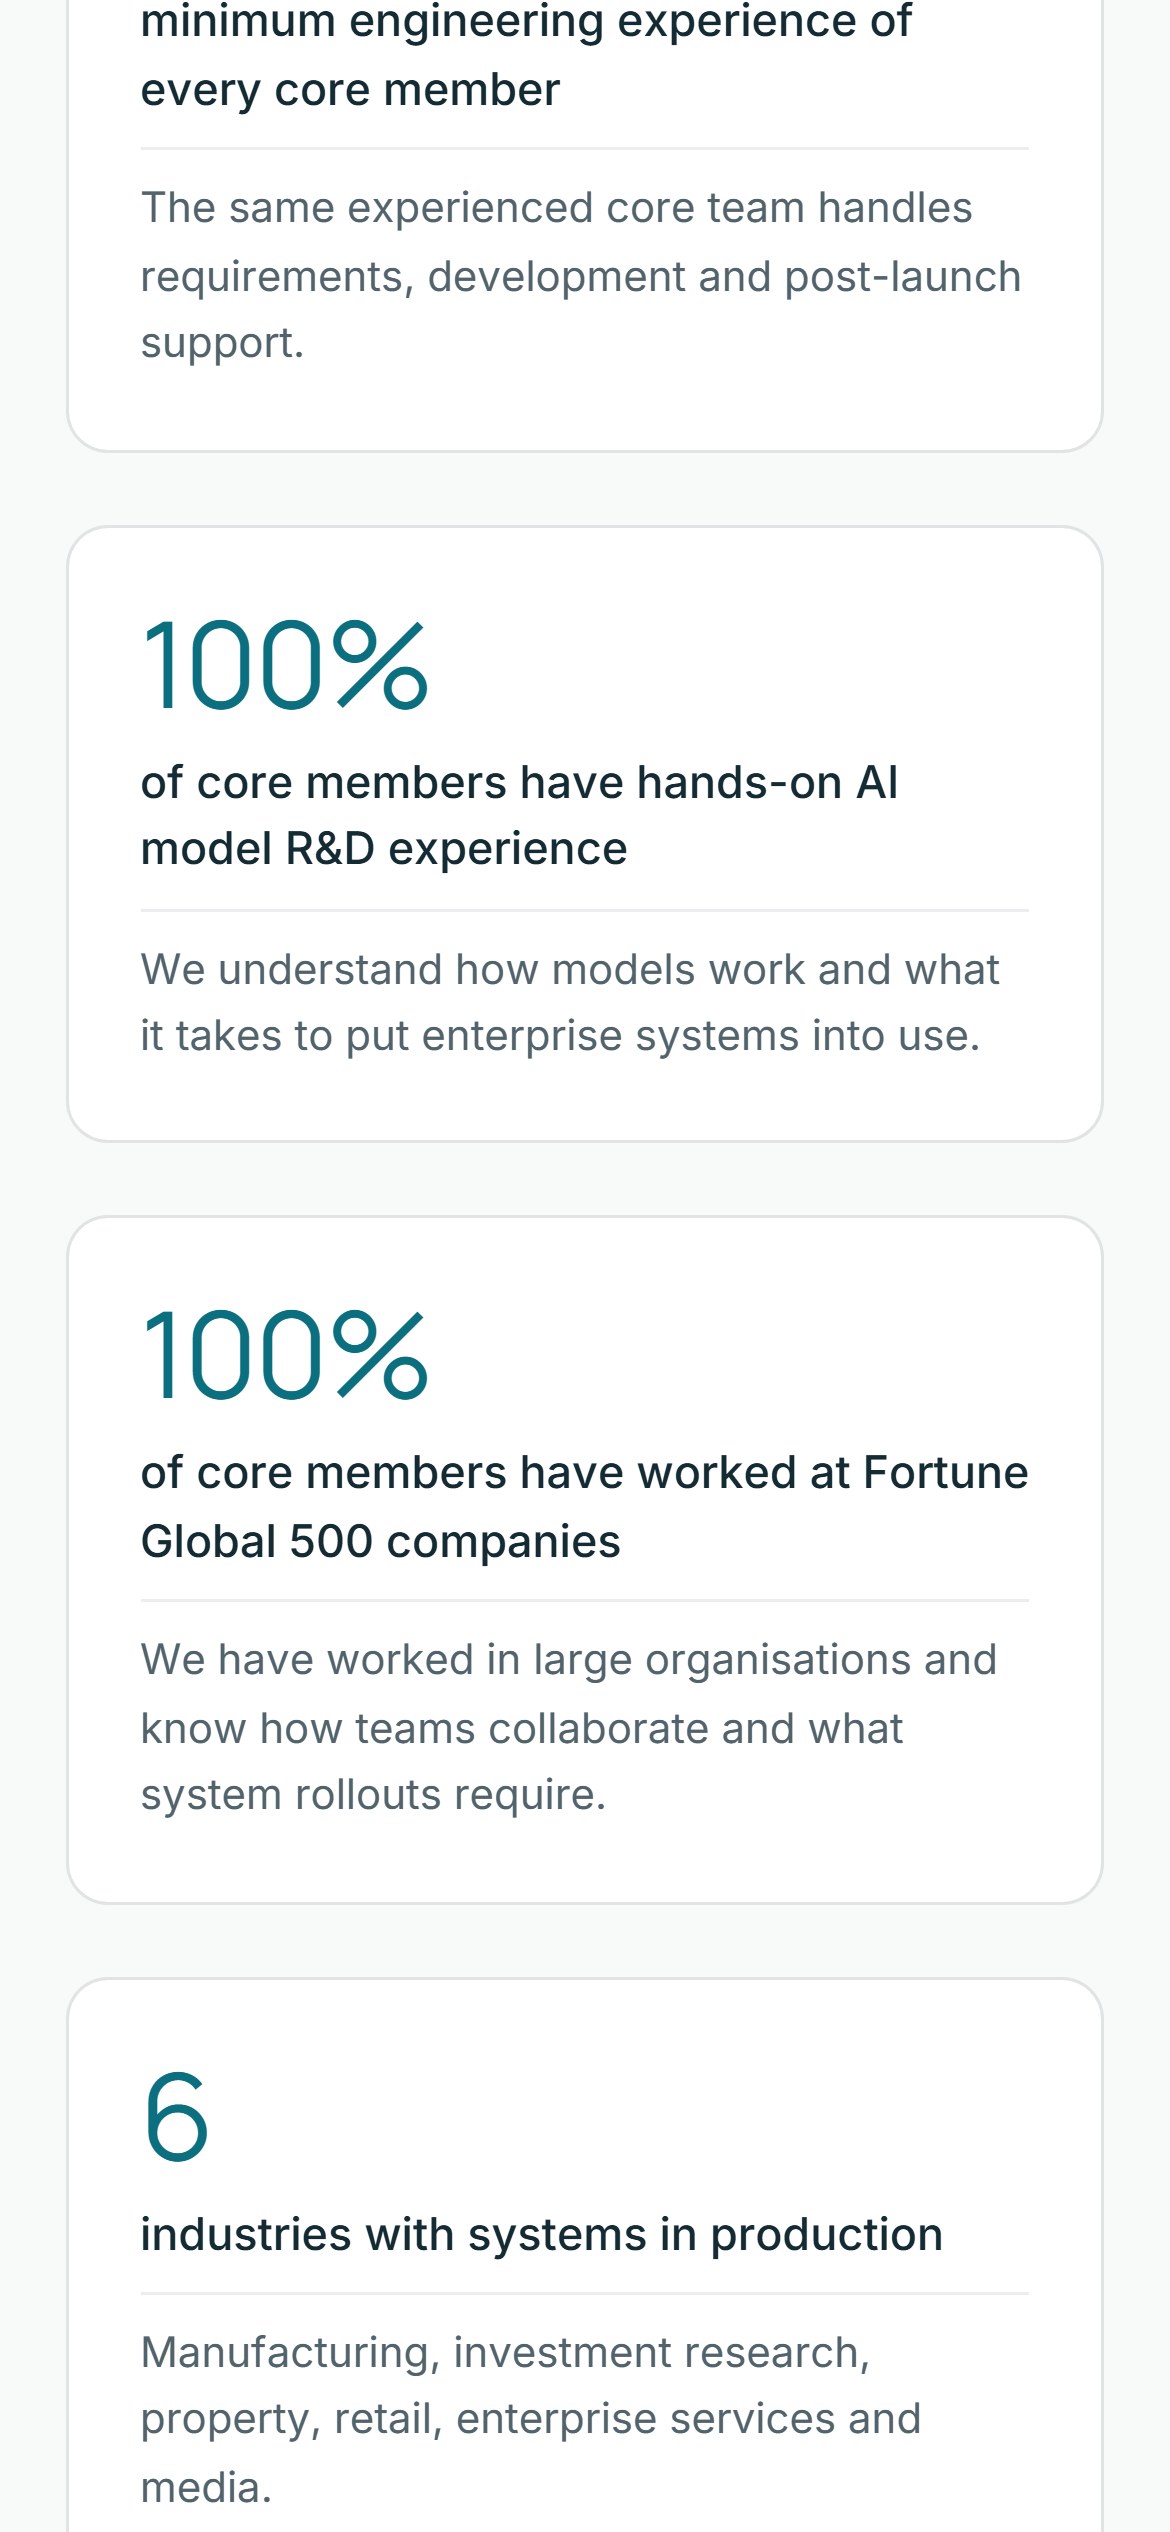 minimum engineering experience of
every core member
The same experienced core team handles
requirements, development and post-launch
support.
100%
of core members have hands-on AI
model R&D experience
We understand how models work and what
it takes to put enterprise systems into use.
100%
of core members have worked at Fortune
Global 500 companies
We have worked in large organisations and
know how teams collaborate and what
system rollouts require.
6
industries with systems in production
Manufacturing, investment research,
property, retail, enterprise services and
media.